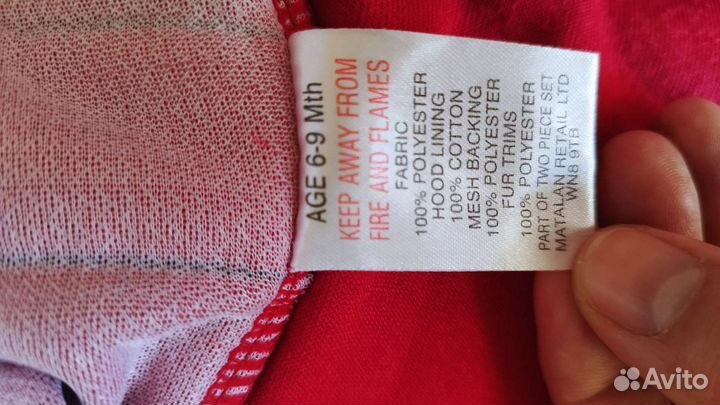 AGE 6-9 Mth
KEEP AWAY FROM
FIRE AND FLAMES
FABRIC
100% POLYESTER
HOOD LINING
100% COTTON
MESH BACKING
100% POLYESTER
FUR TRIMS
100% POLYESTER
PART OF TWO PIECE SET
MATALAN RETAIL LTD
WN8 9TB
Avito